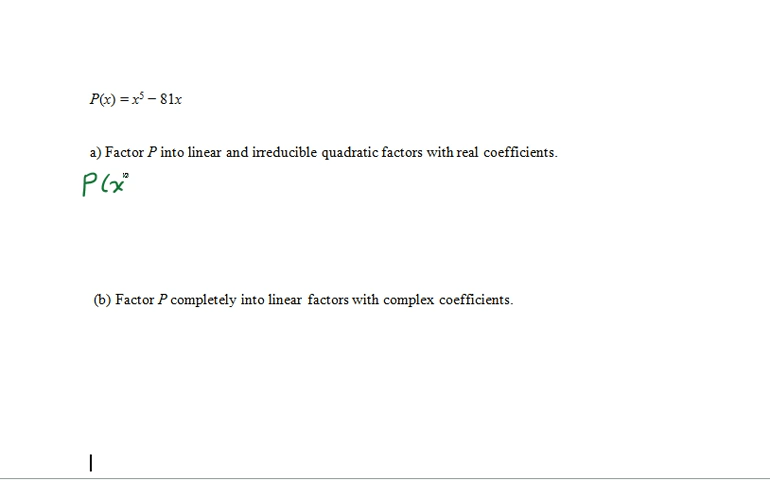 P(x) = x⁵ – 81x
a) Factor P into linear and irreducible quadratic factors with real coefficients.
P(x
(b) Factor P completely into linear factors with complex coefficients.